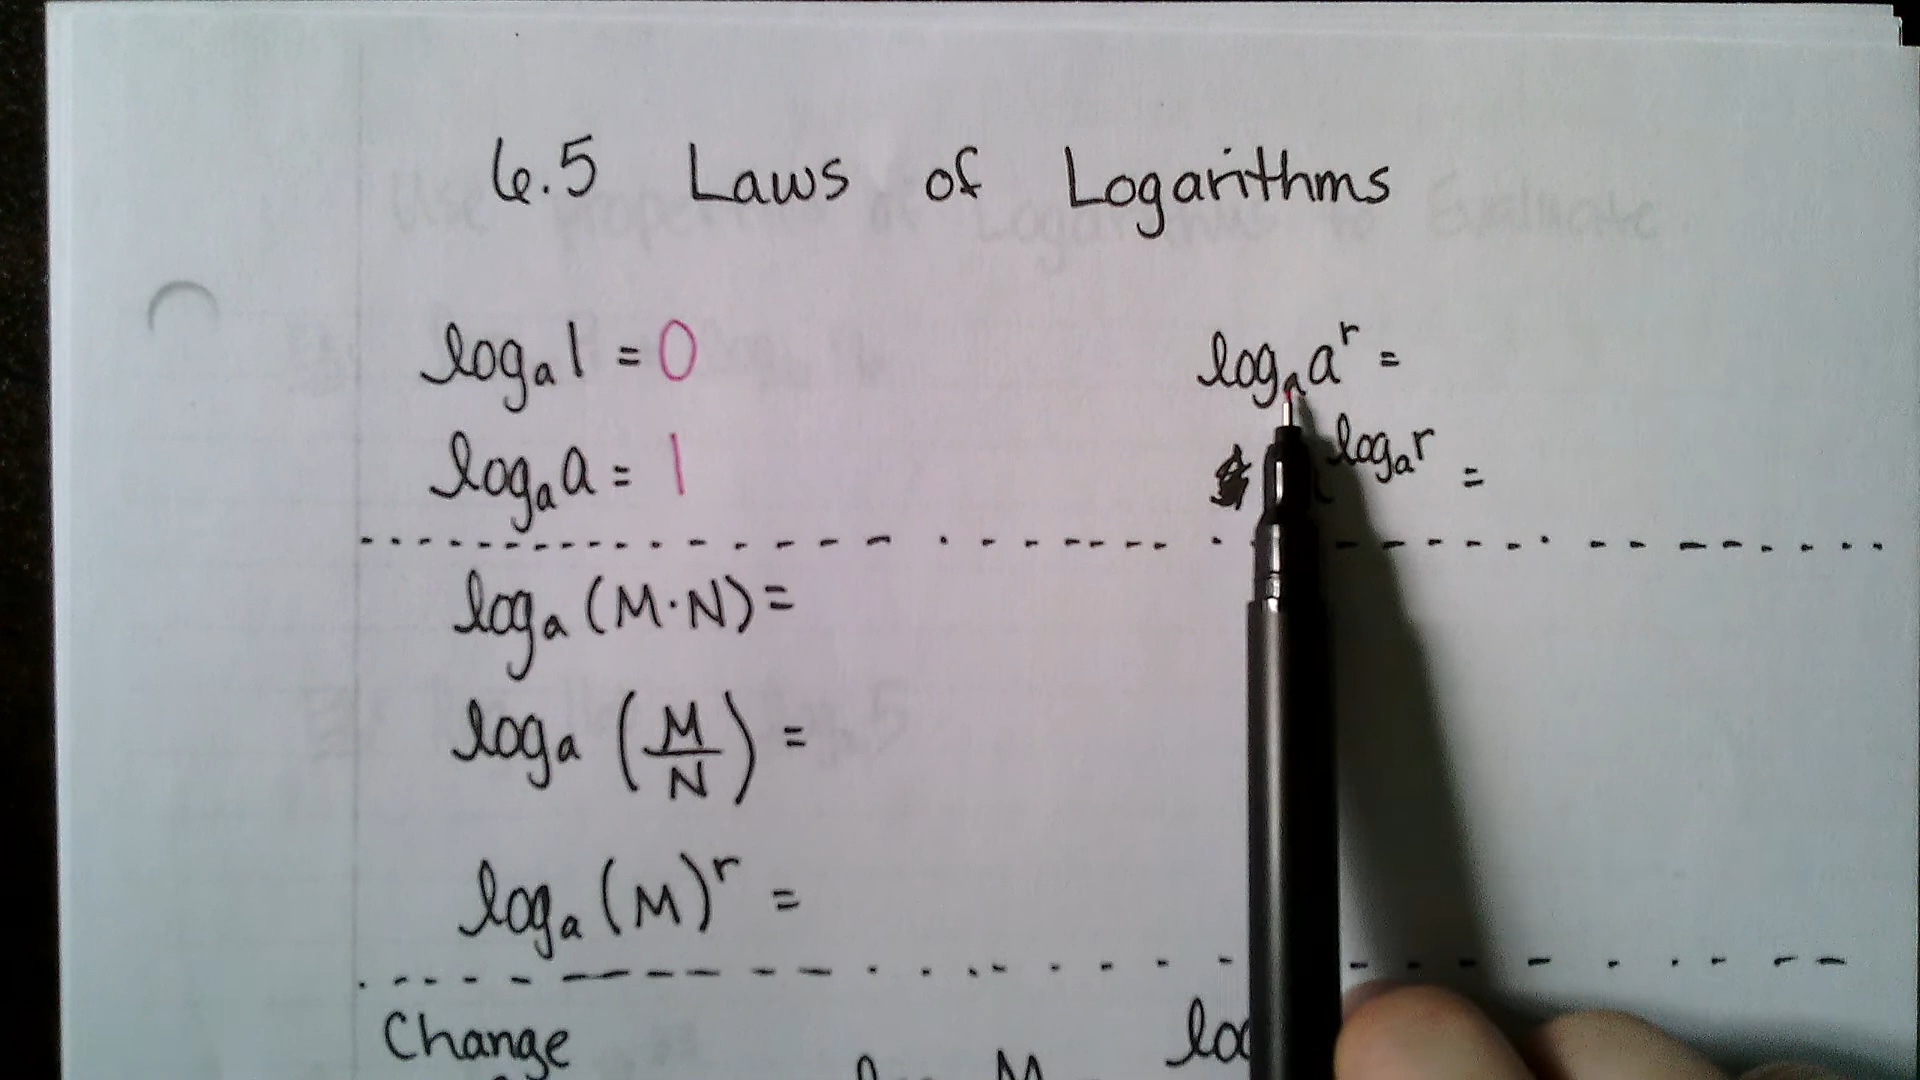 6.5 Laws of Logarithms
logₐ1 = 0
logₐa = 1
logₐaʳ =
logₐr =
logₐ(M·N) =
logₐ(M/N) =
logₐ(M)ʳ =
Change
M